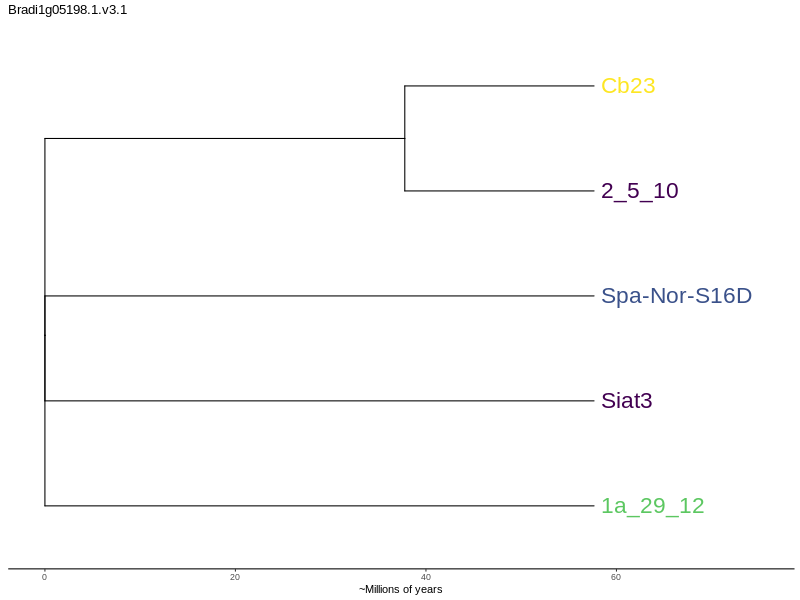 Bradi1g05198.1.v3.1
Cb23
2_5_10
Spa-Nor-S16D
Siat3
1a_29_12
0 20 40 60
~Millions of years